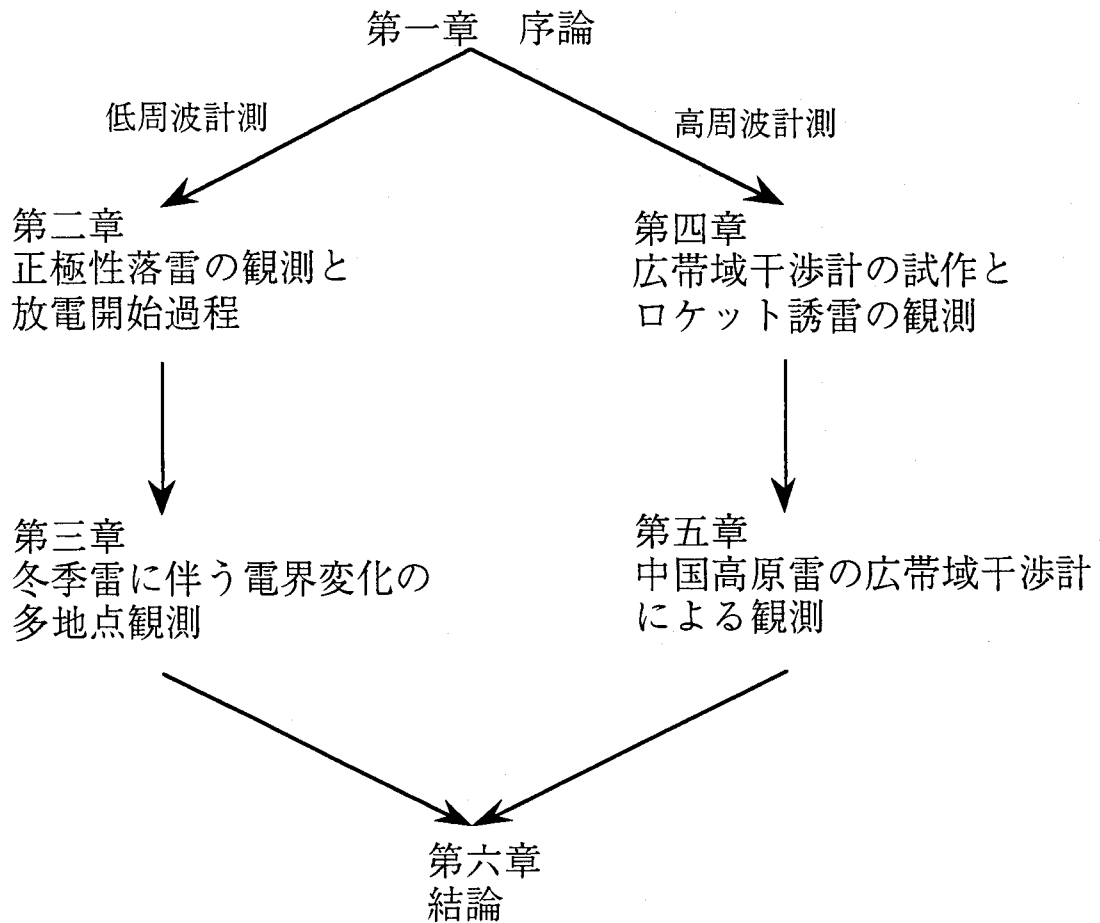 第一章　序論
低周波計測
高周波計測
第二章
正極性落雷の観測と
放電開始過程
第四章
広帯域干渉計の試作と
ロケット誘雷の観測
第三章
冬季雷に伴う電界変化の
多地点観測
第五章
中国高原雷の広帯域干渉計
による観測
第六章
結論